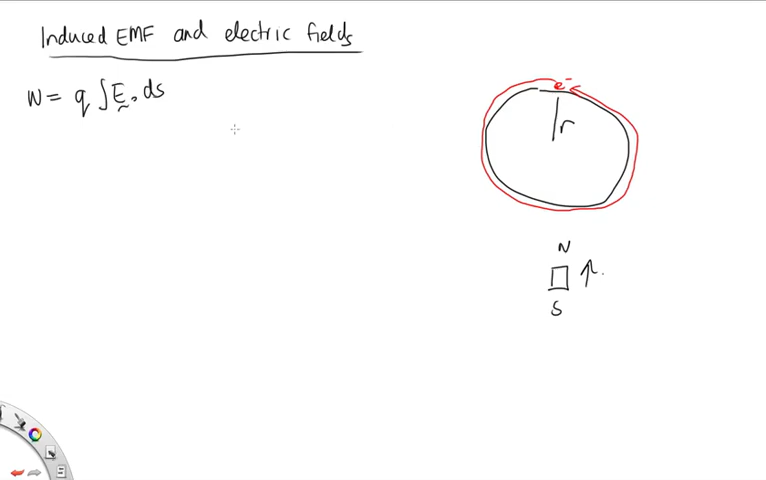 Induced EMF and electric fields
W = q ∫ E . ds
e⁻
r
N
S